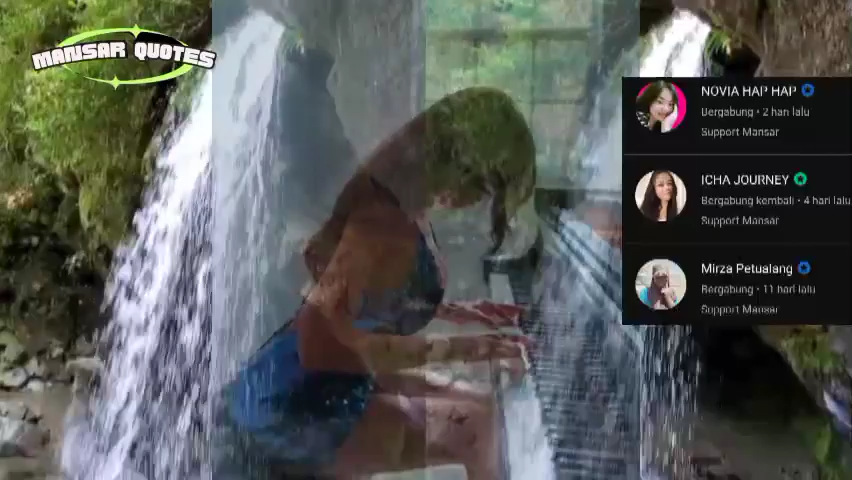 MANSAR QUOTES
NOVIA HAP HAP
Bergabung • 2 hari lalu
Support Mansar
ICHA JOURNEY
Bergabung kembali • 4 hari lalu
Support Mansar
Mirza Petualang
Bergabung • 11 hari lalu
Support Mansar